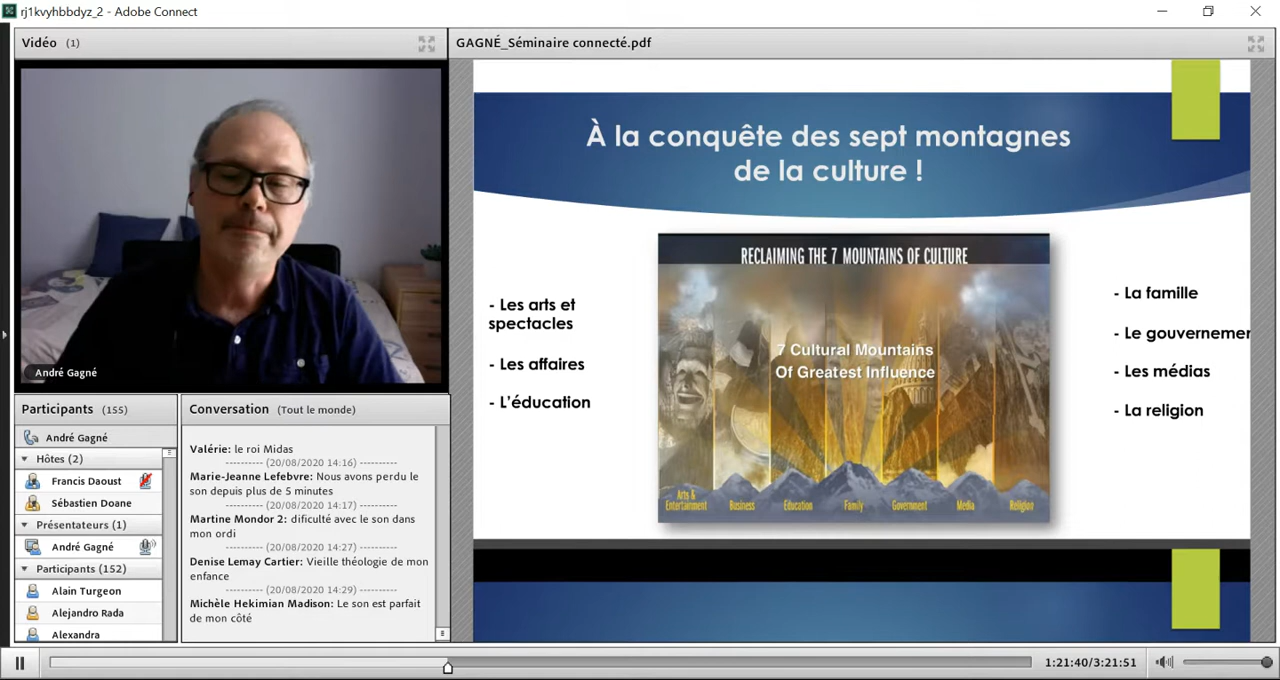 rj1kvyhbbdyz_2 - Adobe Connect
Vidéo (1)
André Gagné
Participants (155)
André Gagné
Hôtes (2)
Francis Daoust
Sébastien Doane
Présentateurs (1)
André Gagné
Participants (152)
Alain Turgeon
Alejandro Rada
Alexandra
Conversation (Tout le monde)
Valérie: le roi Midas
---------- (20/08/2020 14:16) ----------
Marie-Jeanne Lefebvre: Nous avons perdu le
son depuis plus de 5 minutes
---------- (20/08/2020 14:17) ----------
Martine Mondor 2: dificulté avec le son dans
mon ordi
---------- (20/08/2020 14:27) ----------
Denise Lemay Cartier: Vieille théologie de mon
enfance
---------- (20/08/2020 14:29) ----------
Michèle Hekimian Madison: Le son est parfait
de mon côté
GAGNÉ_Séminaire connecté.pdf
À la conquête des sept montagnes
de la culture !
- Les arts et
spectacles
- Les affaires
- L'éducation
RECLAIMING THE 7 MOUNTAINS OF CULTURE
7 Cultural Mountains
Of Greatest Influence
Arts &
Entertainment
Business
Education
Family
Government
Media
Religion
- La famille
- Le gouvernemer
- Les médias
- La religion
1:21:40/3:21:51